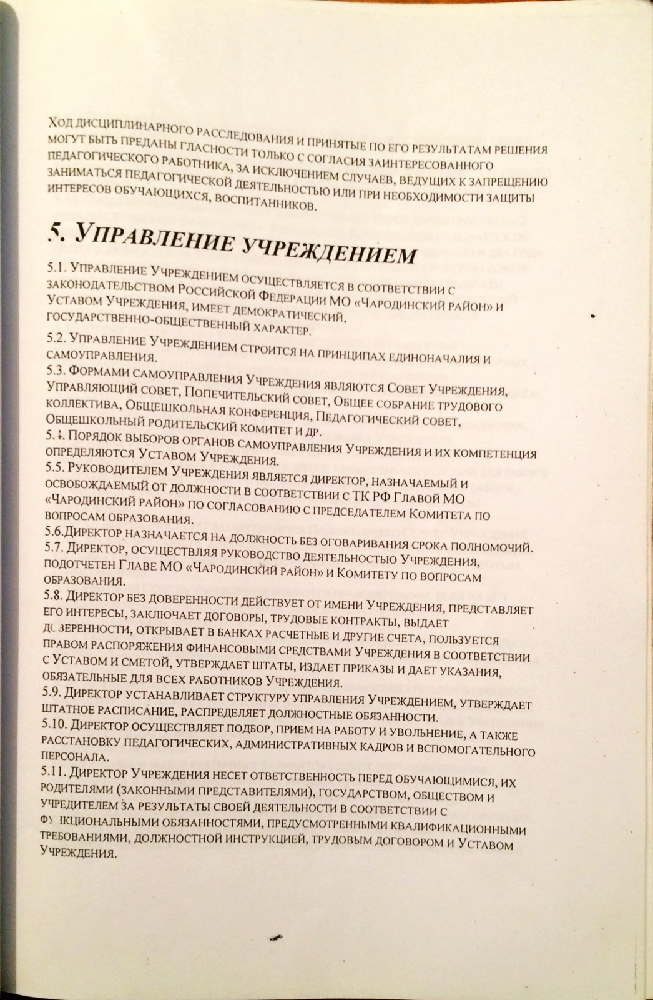 Ход дисциплинарного расследования и принятые по его результатам решения
могут быть преданы гласности только с согласия заинтересованного
педагогического работника, за исключением случаев, ведущих к запрещению
заниматься педагогической деятельностью или при необходимости защиты
интересов обучающихся, воспитанников.
5. Управление учреждением
5.1. Управление Учреждением осуществляется в соответствии с
законодательством Российской Федерации МО «Чародинский район» и
Уставом Учреждения, имеет демократический,
государственно-общественный характер.
5.2. Управление Учреждением строится на принципах единоначалия и
самоуправления.
5.3. Формами самоуправления Учреждения являются Совет Учреждения,
Управляющий совет, Попечительский совет, Общее собрание трудового
коллектива, Общешкольная конференция, Педагогический совет,
Общешкольный родительский комитет и др.
5.4. Порядок выборов органов самоуправления Учреждения и их компетенция
определяются Уставом Учреждения.
5.5. Руководителем Учреждения является директор, назначаемый и
освобождаемый от должности в соответствии с ТК РФ Главой МО
«Чародинский район» по согласованию с председателем Комитета по
вопросам образования.
5.6.Директор назначается на должность без оговаривания срока полномочий.
5.7. Директор, осуществляя руководство деятельностью Учреждения,
подотчетен Главе МО «Чародинский район» и Комитету по вопросам
образования.
5.8. Директор без доверенности действует от имени Учреждения, представляет
его интересы, заключает договоры, трудовые контракты, выдает
доверенности, открывает в банках расчетные и другие счета, пользуется
правом распоряжения финансовыми средствами Учреждения в соответствии
с Уставом и сметой, утверждает штаты, издает приказы и дает указания,
обязательные для всех работников Учреждения.
5.9. Директор устанавливает структуру управления Учреждением, утверждает
штатное расписание, распределяет должностные обязанности.
5.10. Директор осуществляет подбор, прием на работу и увольнение, а также
расстановку педагогических, административных кадров и вспомогательного
персонала.
5.11. Директор Учреждения несет ответственность перед обучающимися, их
родителями (законными представителями), государством, обществом и
учредителем за результаты своей деятельности в соответствии с
функциональными обязанностями, предусмотренными квалификационными
требованиями, должностной инструкцией, трудовым договором и Уставом
Учреждения.